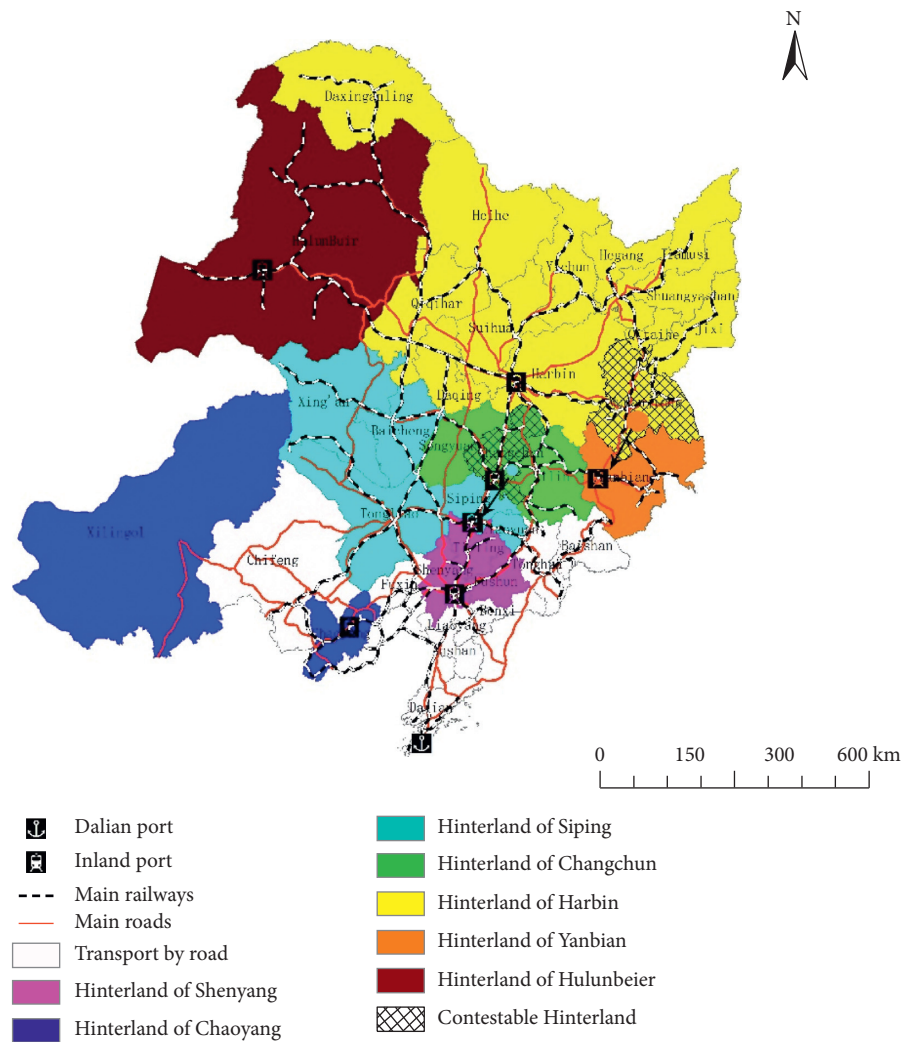 N
Daxinganling
Heihe
HulunBuir
Yichun
Hegang
Jiamusi
Shuangyashan
Qiqihar
Suihua
Jixi
Harbin
Daqing
Xing'an
Baicheng
Songyuan
Siping
Tongliao
Xilingol
Chifeng
Baishan
Tonghua
Shenyang
Fushun
Fuxin
Benxi
Liaoyang
Dalian
0 150 300 600 km
Dalian port
Inland port
Main railways
Main roads
Transport by road
Hinterland of Shenyang
Hinterland of Chaoyang
Hinterland of Siping
Hinterland of Changchun
Hinterland of Harbin
Hinterland of Yanbian
Hinterland of Hulunbeier
Contestable Hinterland